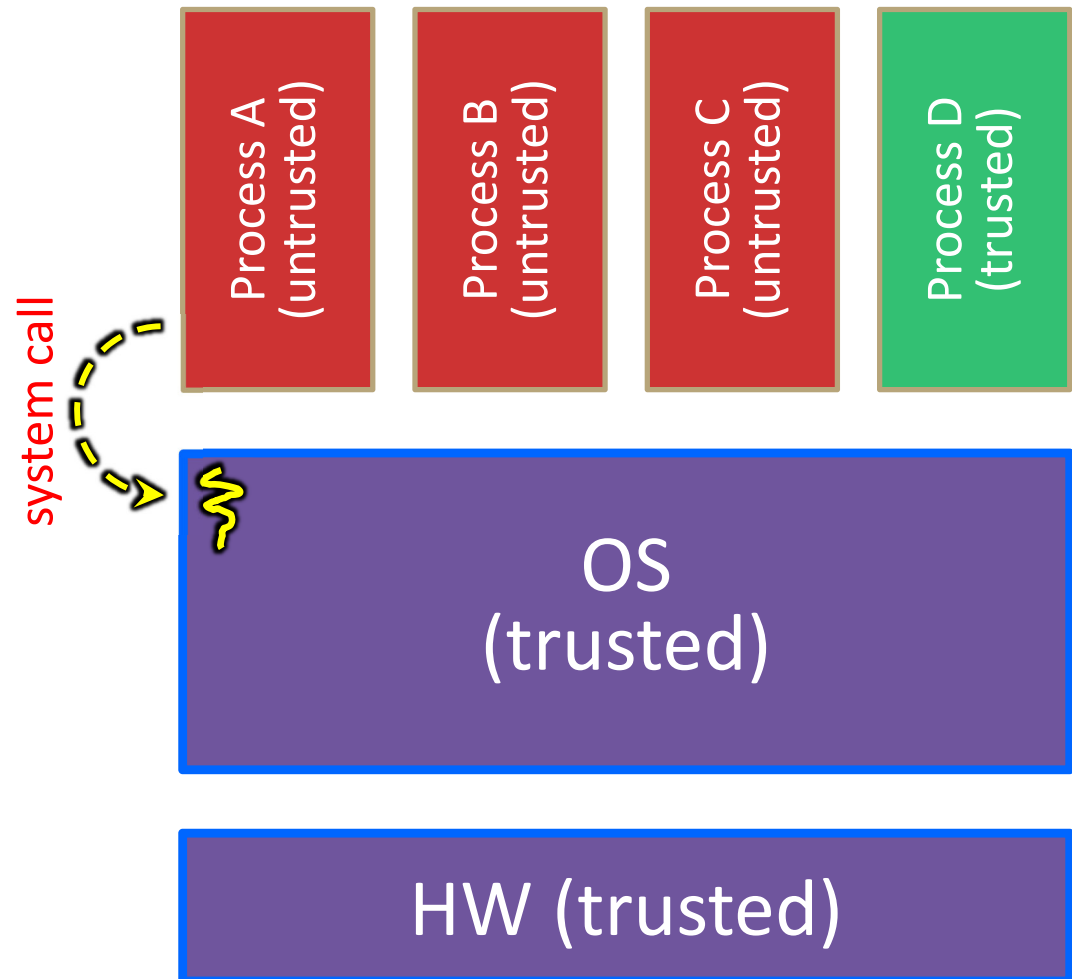 Process A
(untrusted)
Process B
(untrusted)
Process C
(untrusted)
Process D
(trusted)
system call
OS
(trusted)
HW (trusted)